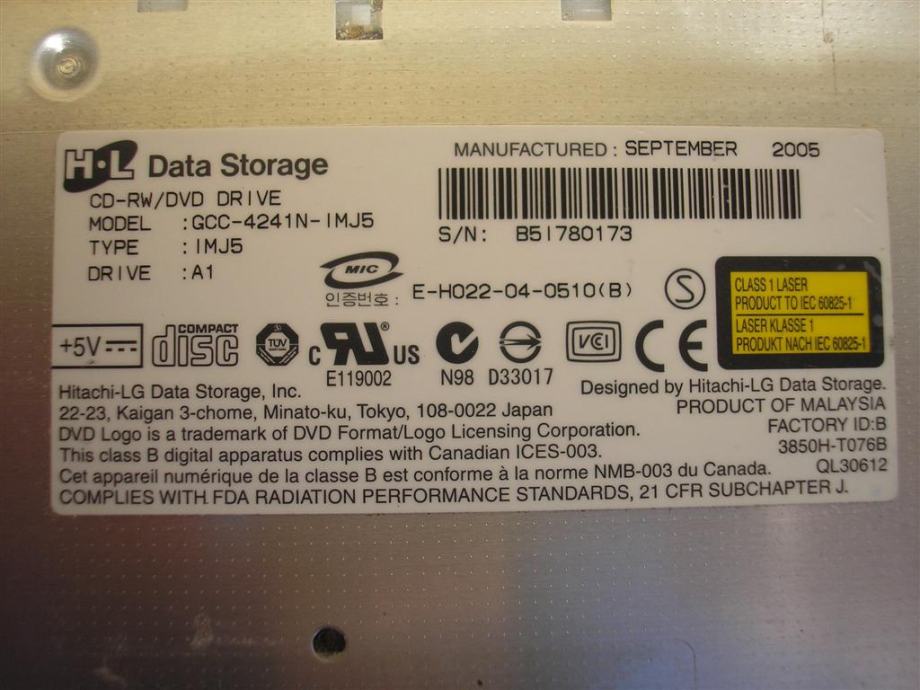 H·L Data Storage
CD-RW/DVD DRIVE
MODEL :GCC-4241N-IMJ5
TYPE :IMJ5
DRIVE :A1
MANUFACTURED : SEPTEMBER 2005
S/N: B5I780173
MIC
인증번호 : E-H022-04-0510(B)
S
CLASS 1 LASER
PRODUCT TO IEC 60825-1
LASER KLASSE 1
PRODUKT NACH IEC 60825-1
+5V
COMPACT
disc
TÜV
c RU ® US
E119002
N98
D33017
VCI
CE
Hitachi-LG Data Storage, Inc.
22-23, Kaigan 3-chome, Minato-ku, Tokyo, 108-0022 Japan
DVD Logo is a trademark of DVD Format/Logo Licensing Corporation.
This class B digital apparatus complies with Canadian ICES-003.
Cet appareil numérique de la classe B est conforme à la norme NMB-003 du Canada.
COMPLIES WITH FDA RADIATION PERFORMANCE STANDARDS, 21 CFR SUBCHAPTER J.
Designed by Hitachi-LG Data Storage.
PRODUCT OF MALAYSIA
FACTORY ID:B
3850H-T076B
QL30612